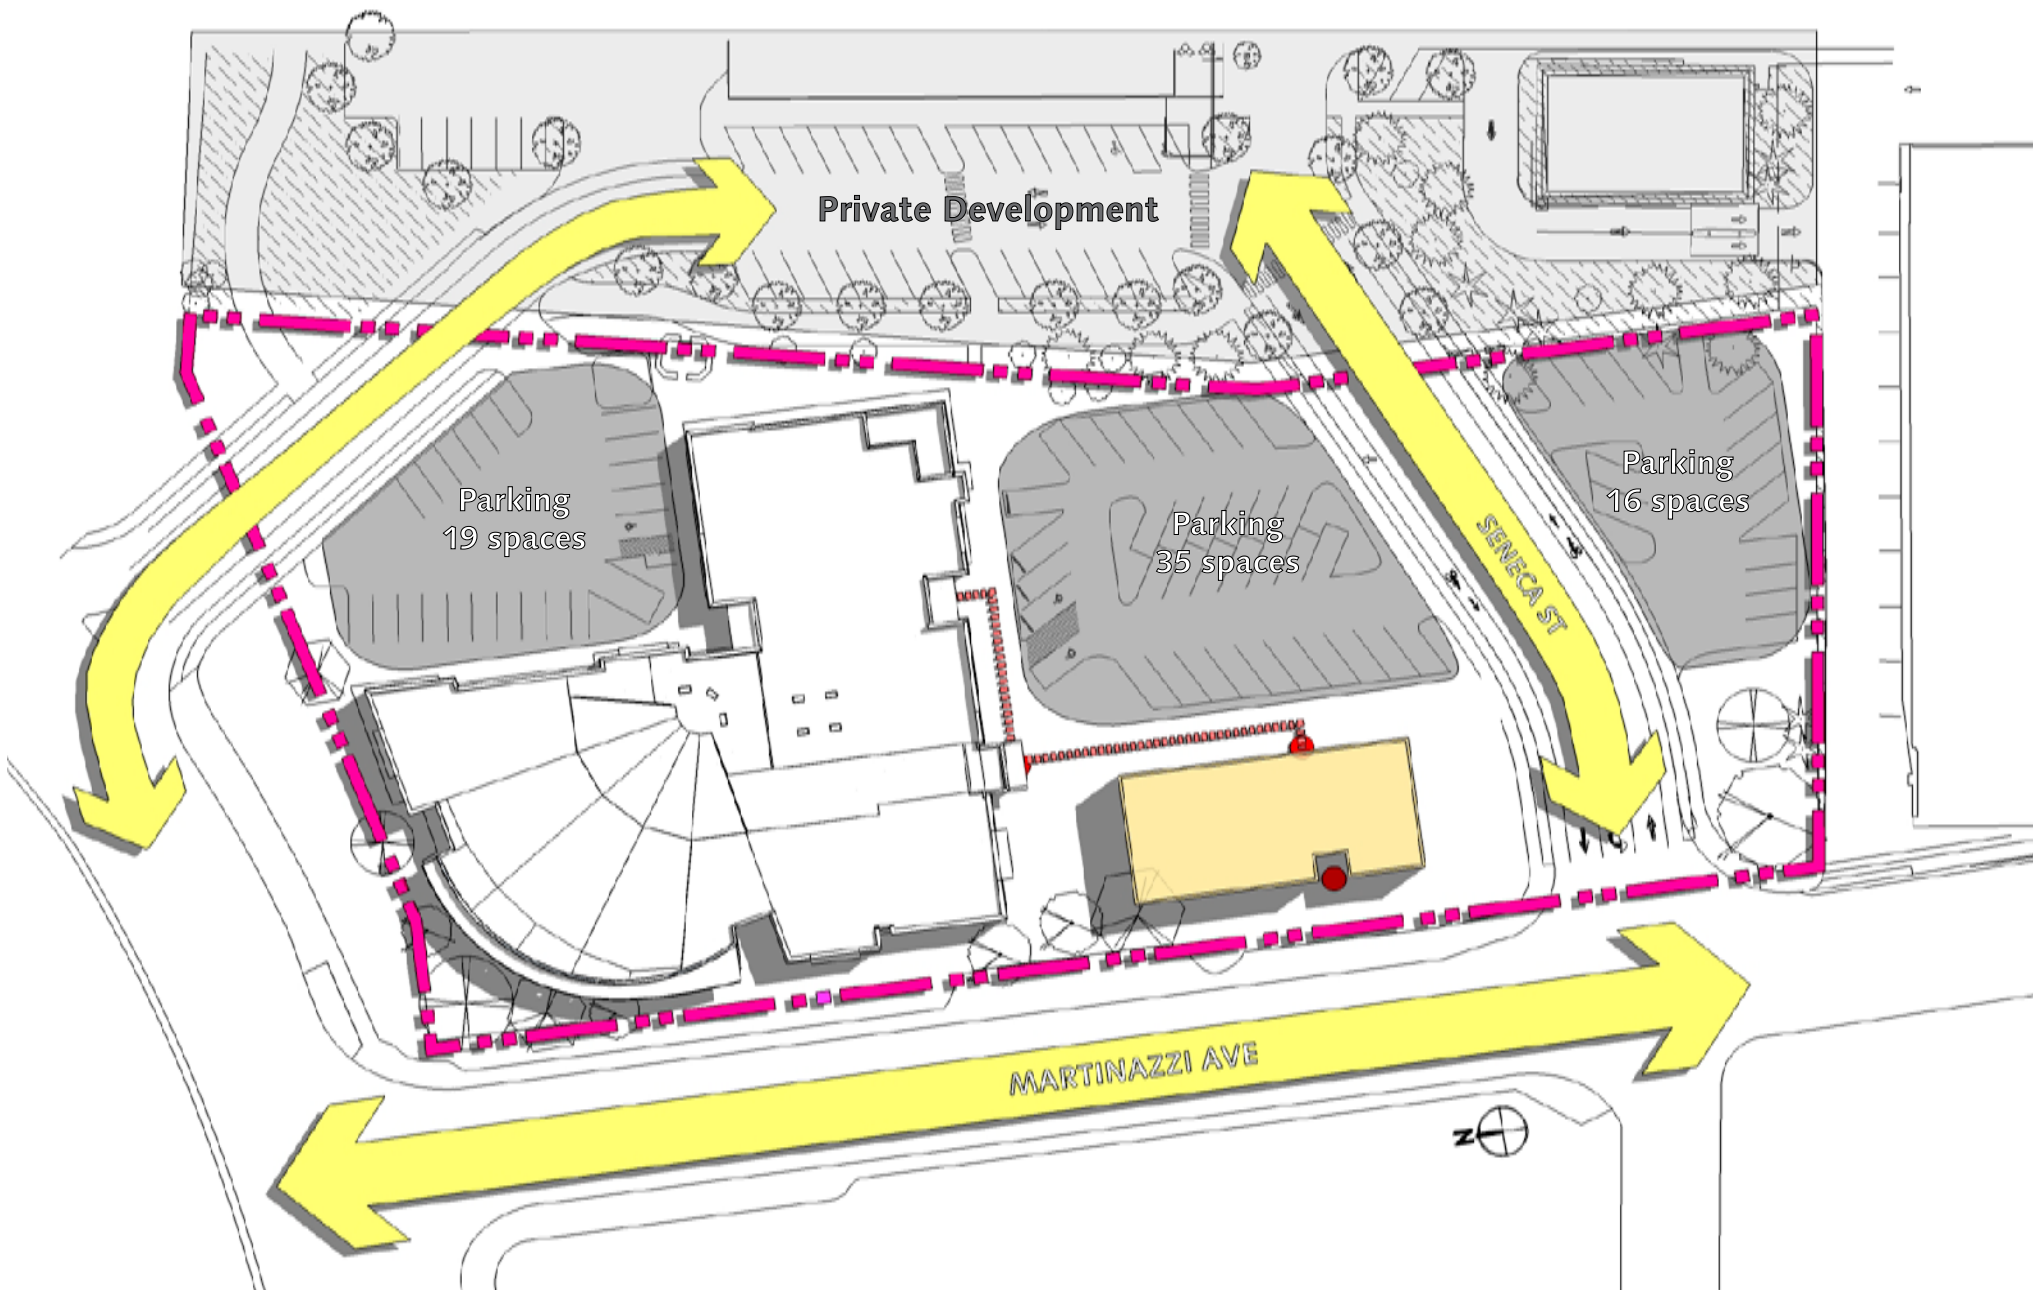 Private Development
Parking
19 spaces
Parking
35 spaces
Parking
16 spaces
SENECA ST
MARTINAZZI AVE
N